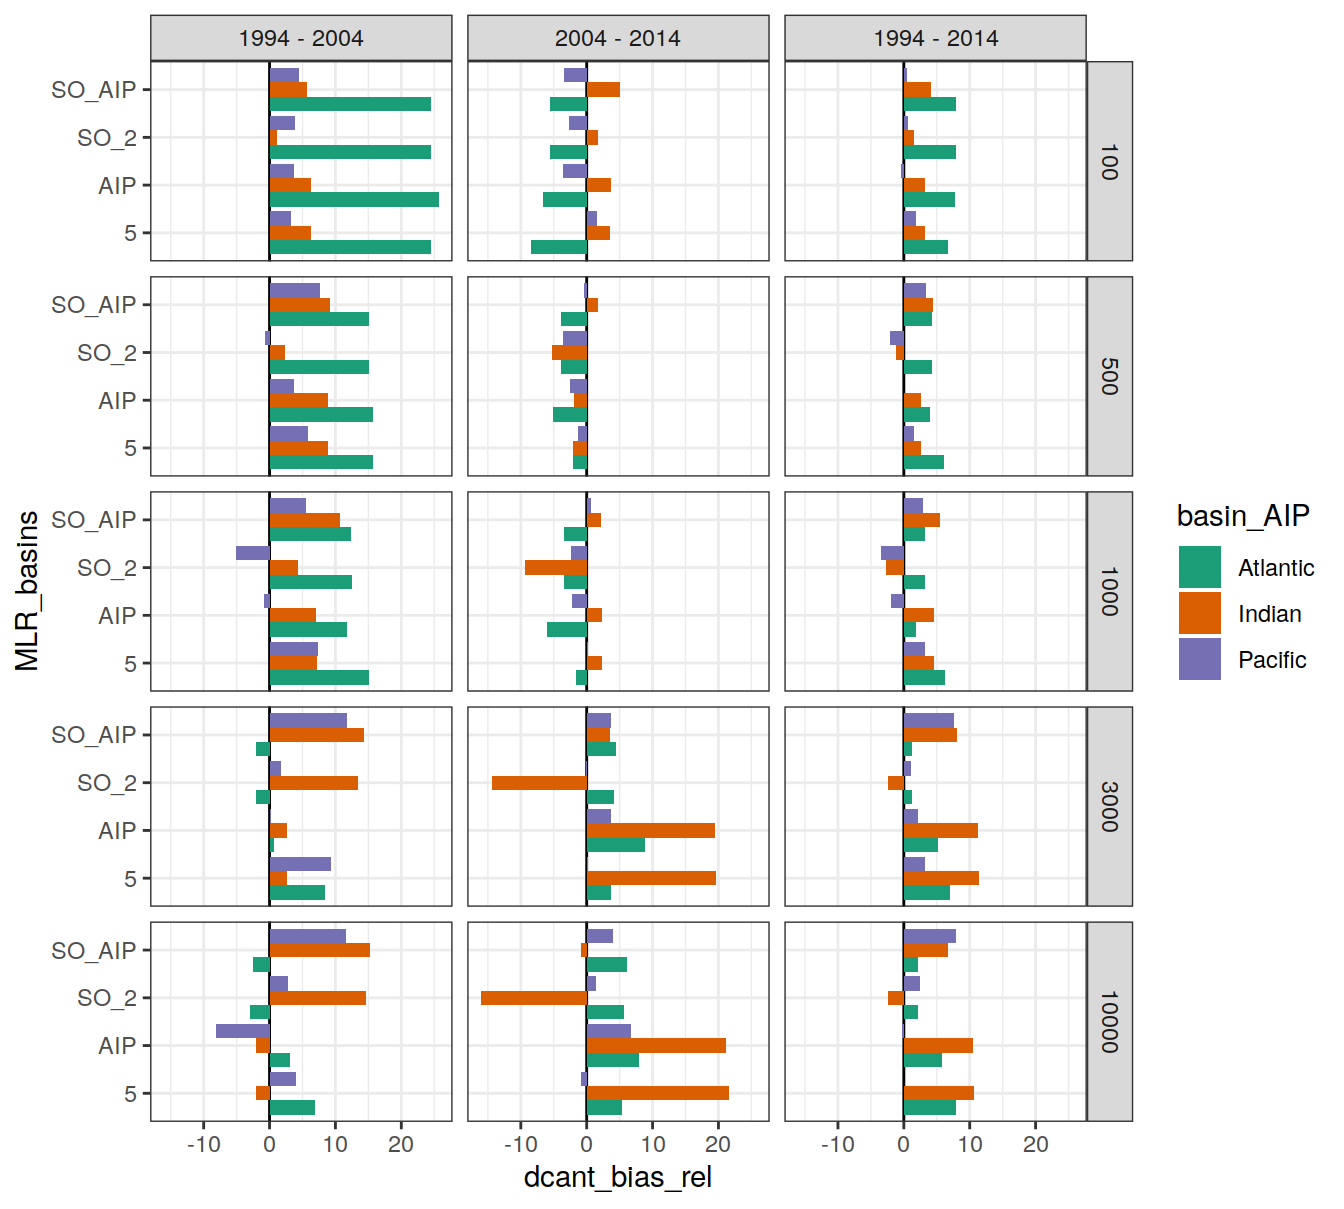 1994 - 2004
2004 - 2014
1994 - 2014
SO_AIP
SO_2
AIP
5
100
SO_AIP
SO_2
AIP
5
500
SO_AIP
SO_2
AIP
5
1000
SO_AIP
SO_2
AIP
5
3000
SO_AIP
SO_2
AIP
5
10000
-10 0 10 20
-10 0 10 20
-10 0 10 20
dcant_bias_rel
MLR_basins
basin_AIP
Atlantic
Indian
Pacific